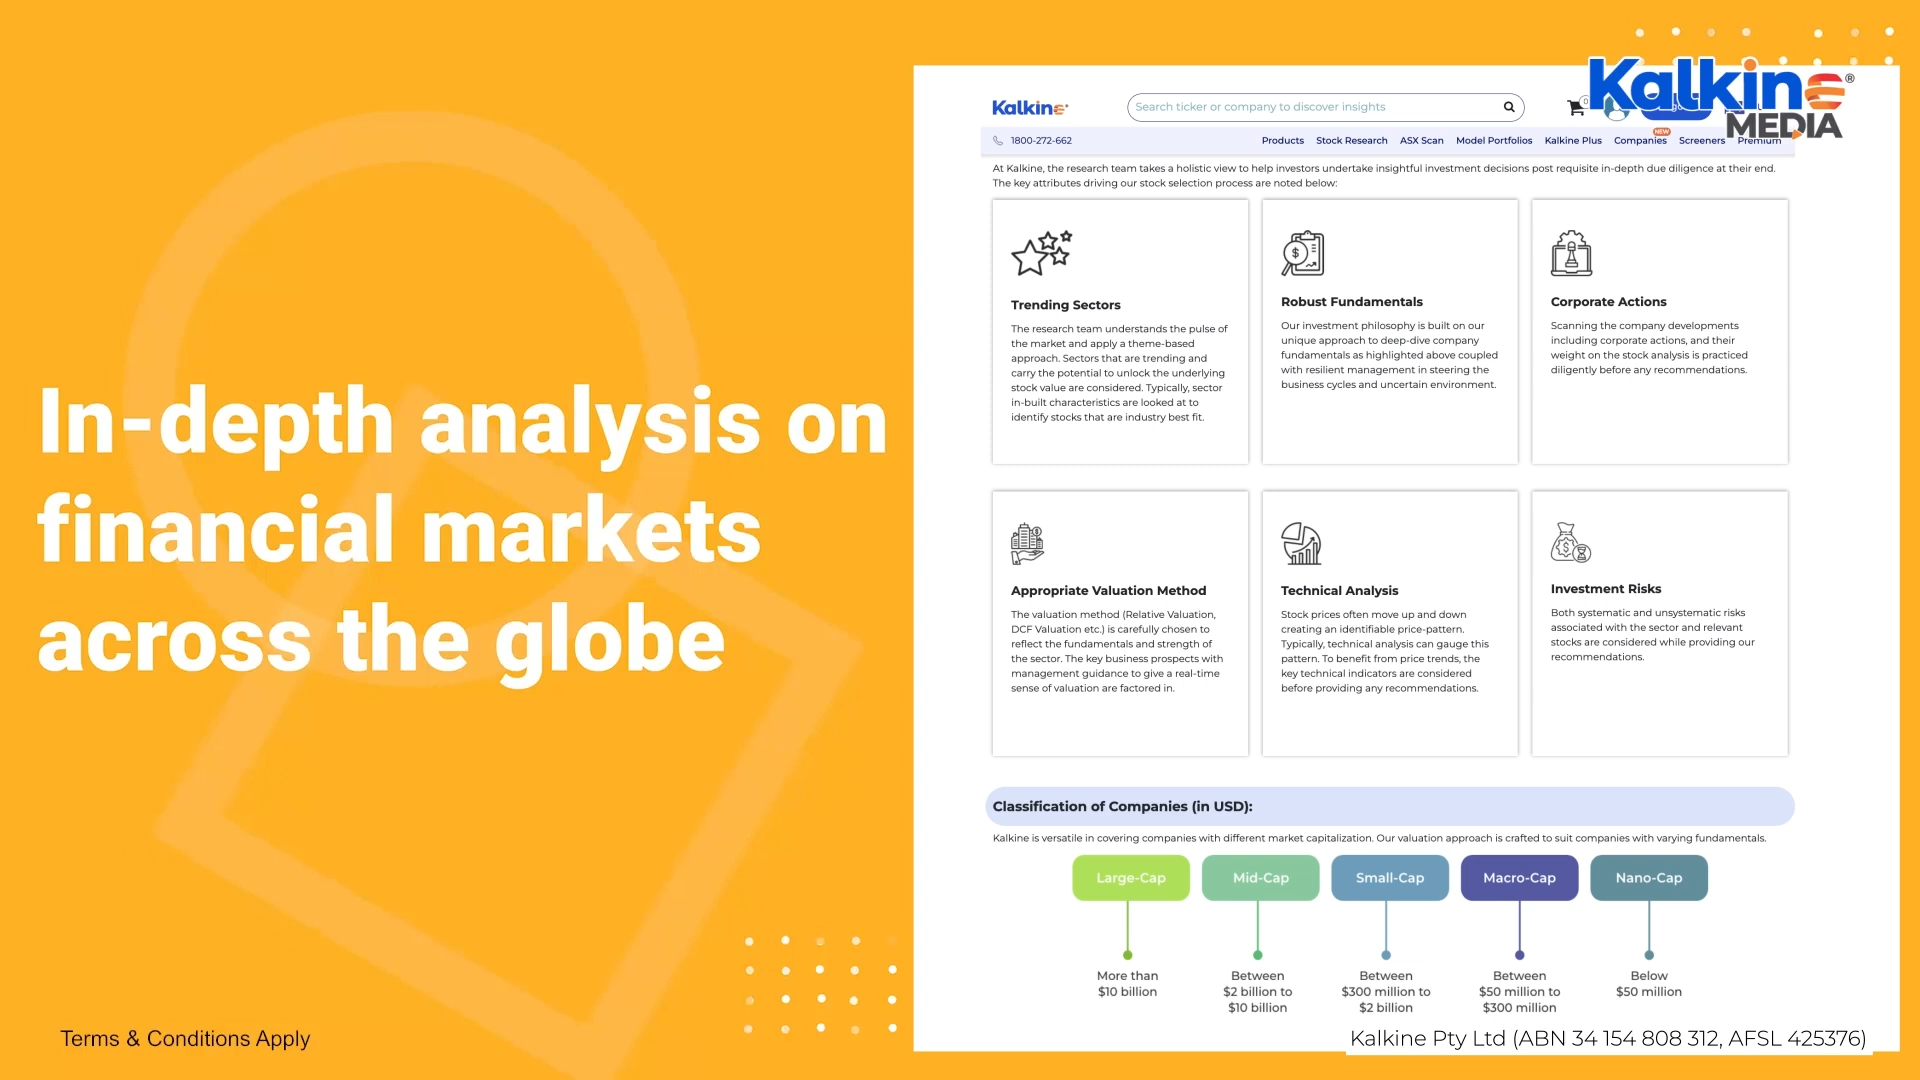 In-depth analysis on
financial markets
across the globe
Terms & Conditions Apply
Kalkine®
MEDIA
Kalkine
Search ticker or company to discover insights
0
1800-272-662
Products Stock Research ASX Scan Model Portfolios Kalkine Plus Companies NEW Screeners Premium
At Kalkine, the research team takes a holistic view to help investors undertake insightful investment decisions post requisite in-depth due diligence at their end.
The key attributes driving our stock selection process are noted below:
Trending Sectors
The research team understands the pulse of
the market and apply a theme-based
approach. Sectors that are trending and
carry the potential to unlock the underlying
stock value are considered. Typically, sector
in-built characteristics are looked at to
identify stocks that are industry best fit.
Robust Fundamentals
Our investment philosophy is built on our
unique approach to deep-dive company
fundamentals as highlighted above coupled
with resilient management in steering the
business cycles and uncertain environment.
Corporate Actions
Scanning the company developments
including corporate actions, and their
weight on the stock analysis is practiced
diligently before any recommendations.
Appropriate Valuation Method
The valuation method (Relative Valuation,
DCF Valuation etc.) is carefully chosen to
reflect the fundamentals and strength of
the sector. The key business prospects with
management guidance to give a real-time
sense of valuation are factored in.
Technical Analysis
Stock prices often move up and down
creating an identifiable price-pattern.
Typically, technical analysis can gauge this
pattern. To benefit from price trends, the
key technical indicators are considered
before providing any recommendations.
Investment Risks
Both systematic and unsystematic risks
associated with the sector and relevant
stocks are considered while providing our
recommendations.
Classification of Companies (in USD):
Kalkine is versatile in covering companies with different market capitalization. Our valuation approach is crafted to suit companies with varying fundamentals.
Large-Cap
More than
$10 billion
Mid-Cap
Between
$2 billion to
$10 billion
Small-Cap
Between
$300 million to
$2 billion
Macro-Cap
Between
$50 million to
$300 million
Nano-Cap
Below
$50 million
Kalkine Pty Ltd (ABN 34 154 808 312, AFSL 425376)